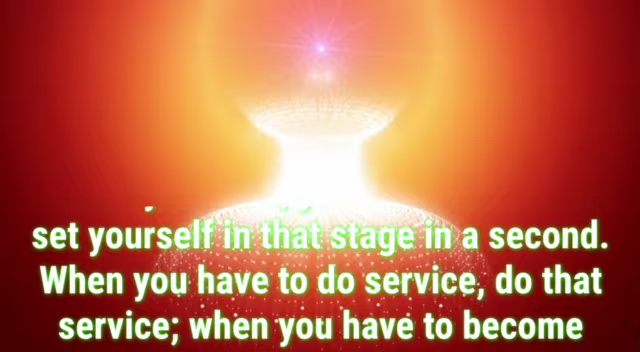 set yourself in that stage in a second.
When you have to do service, do that
service; when you have to become